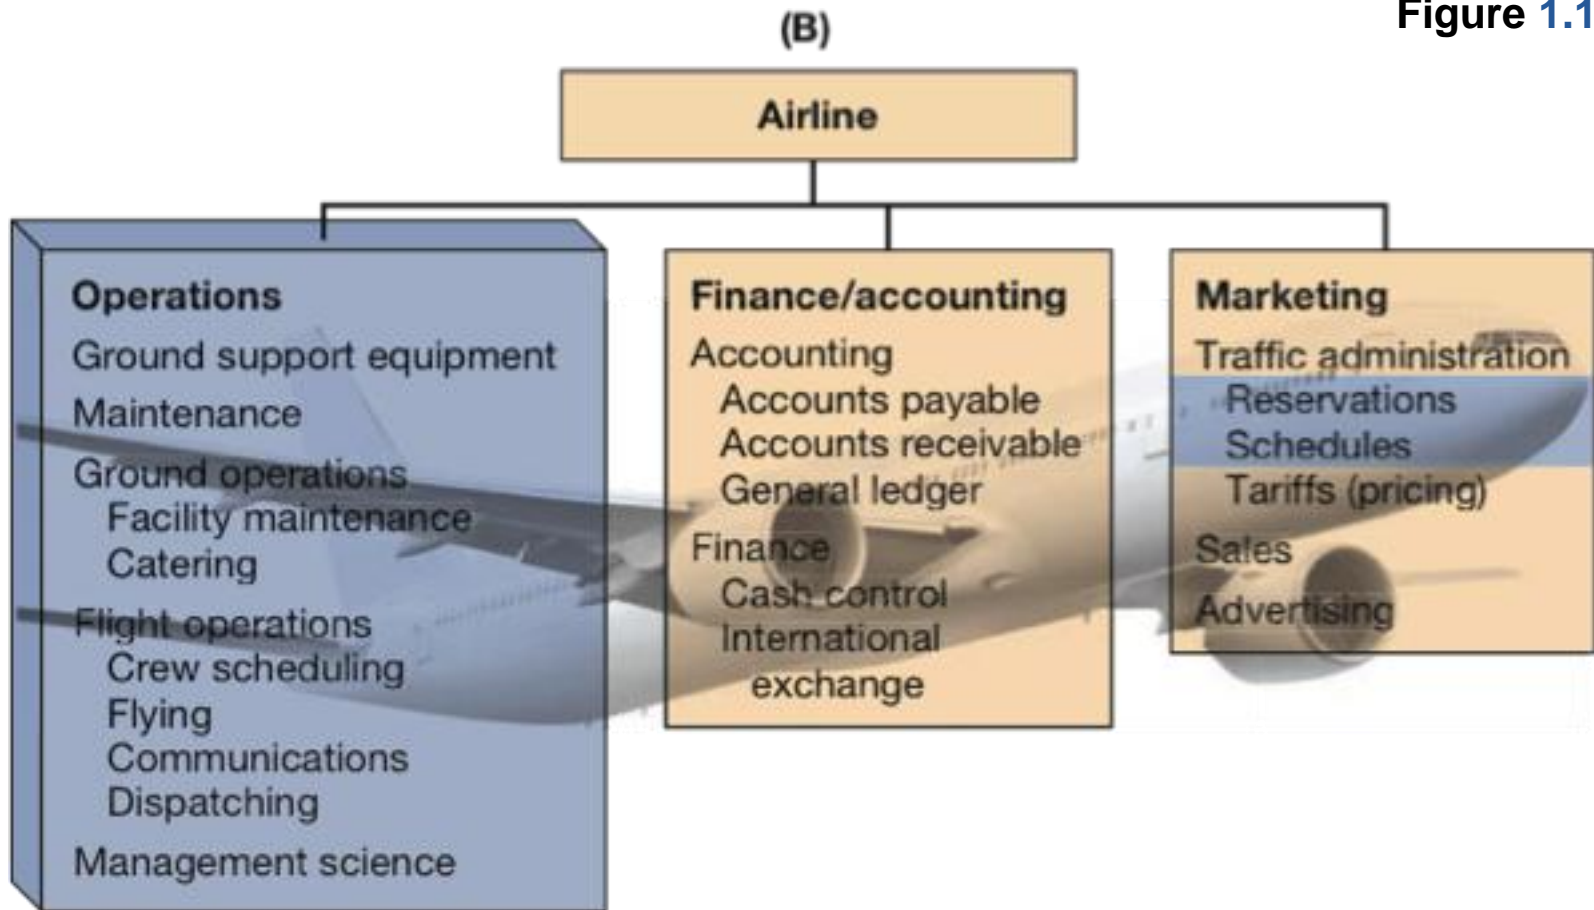 Figure 1.1
(B)
Airline
Operations
Ground support equipment
Maintenance
Ground operations
Facility maintenance
Catering
Flight operations
Crew scheduling
Flying
Communications
Dispatching
Management science
Finance/accounting
Accounting
Accounts payable
Accounts receivable
General ledger
Finance
Cash control
International
exchange
Marketing
Traffic administration
Reservations
Schedules
Tariffs (pricing)
Sales
Advertising